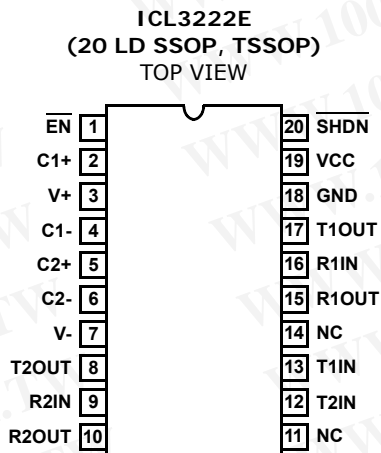 ICL3222E
(20 LD SSOP, TSSOP)
TOP VIEW
EN 1 20 SHDN
C1+ 2 19 VCC
V+ 3 18 GND
C1- 4 17 T1OUT
C2+ 5 16 R1IN
C2- 6 15 R1OUT
V- 7 14 NC
T2OUT 8 13 T1IN
R2IN 9 12 T2IN
R2OUT 10 11 NC